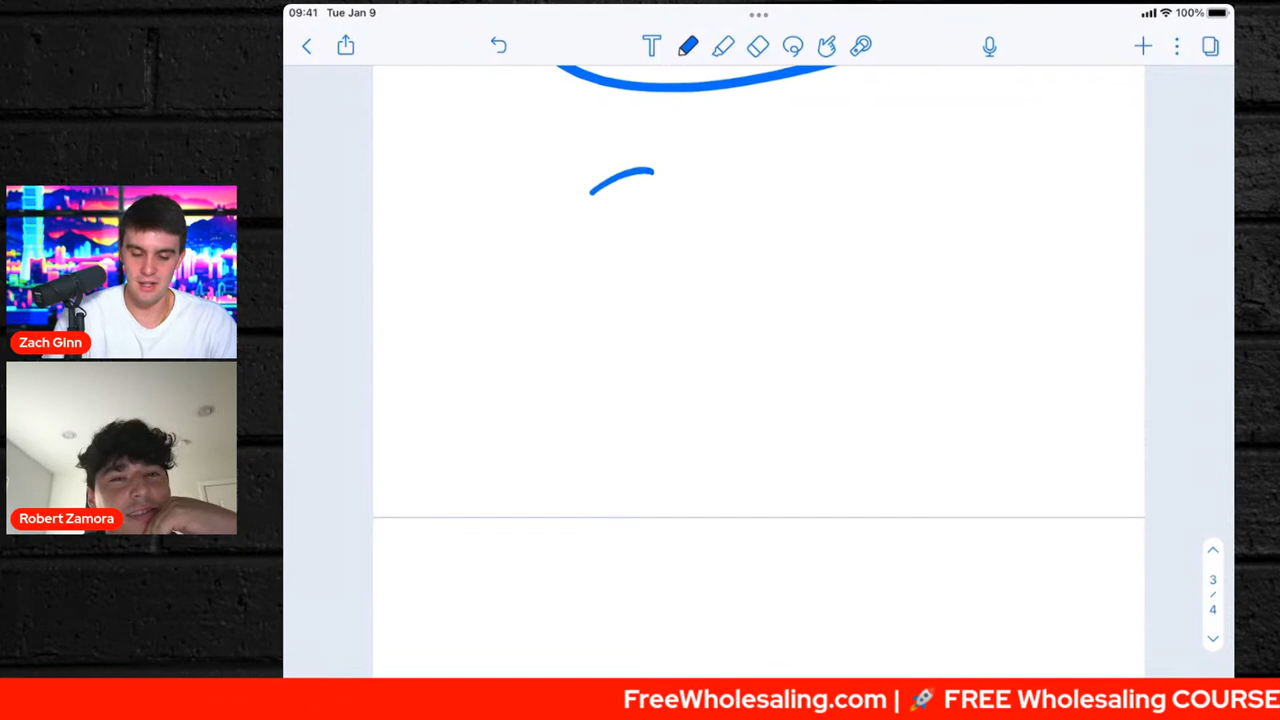 09:41 Tue Jan 9
100%
T
Zach Ginn
Robert Zamora
3
/
4
FreeWholesaling.com | 🚀 FREE Wholesaling COURSE